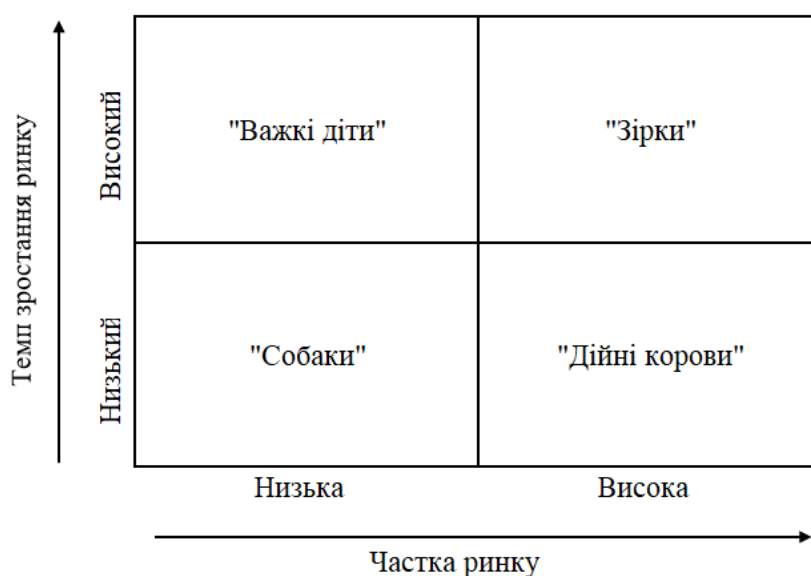 Темп зростання ринку
Високий
"Важкі діти"
"Зірки"
Низький
"Собаки"
"Дійні корови"
Низька
Висока
Частка ринку